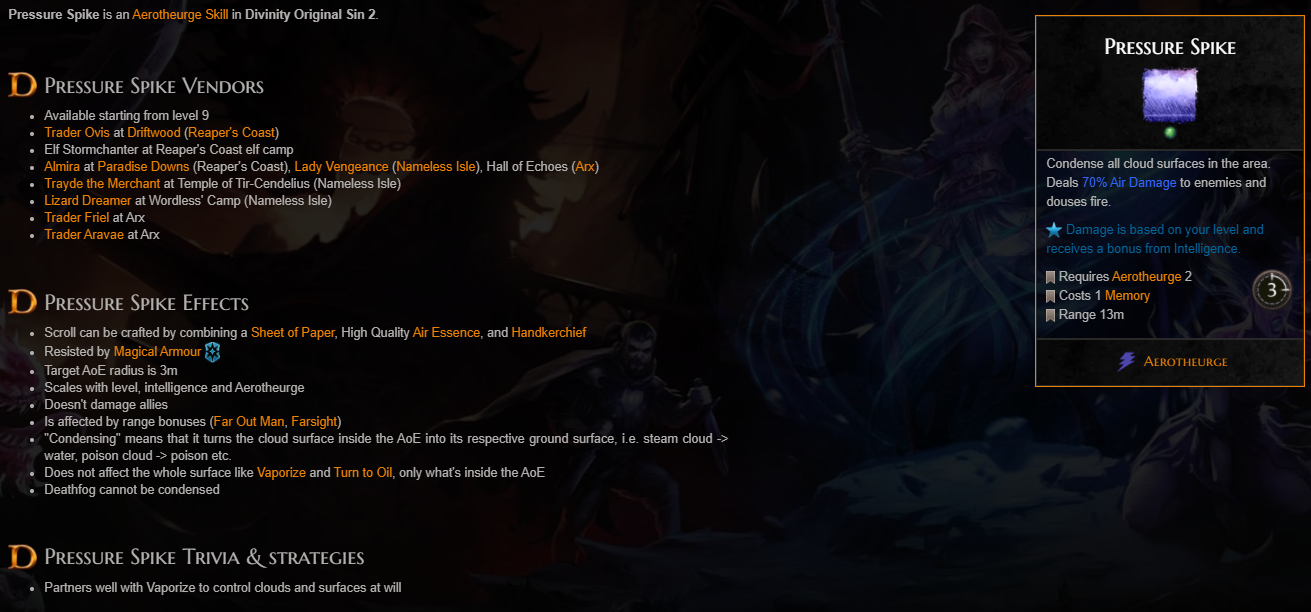 Pressure Spike is an Aerotheurge Skill in Divinity Original Sin 2.
Pressure Spike Vendors
Available starting from level 9
Trader Ovis at Driftwood (Reaper's Coast)
Elf Stormchanter at Reaper's Coast elf camp
Almira at Paradise Downs (Reaper's Coast), Lady Vengeance (Nameless Isle), Hall of Echoes (Arx)
Trayde the Merchant at Temple of Tir-Cendelius (Nameless Isle)
Lizard Dreamer at Wordless' Camp (Nameless Isle)
Trader Friel at Arx
Trader Aravae at Arx
Pressure Spike Effects
Scroll can be crafted by combining a Sheet of Paper, High Quality Air Essence, and Handkerchief
Resisted by Magical Armour
Target AoE radius is 3m
Scales with level, intelligence and Aerotheurge
Doesn't damage allies
Is affected by range bonuses (Far Out Man, Farsight)
"Condensing" means that it turns the cloud surface inside the AoE into its respective ground surface, i.e. steam cloud ->
water, poison cloud -> poison etc.
Does not affect the whole surface like Vaporize and Turn to Oil, only what's inside the AoE
Deathfog cannot be condensed
Pressure Spike Trivia & strategies
Partners well with Vaporize to control clouds and surfaces at will
Pressure Spike
Condense all cloud surfaces in the area.
Deals 70% Air Damage to enemies and
douses fire.
Damage is based on your level and
receives a bonus from Intelligence.
Requires Aerotheurge 2
Costs 1 Memory
Range 13m
3
Aerotheurge